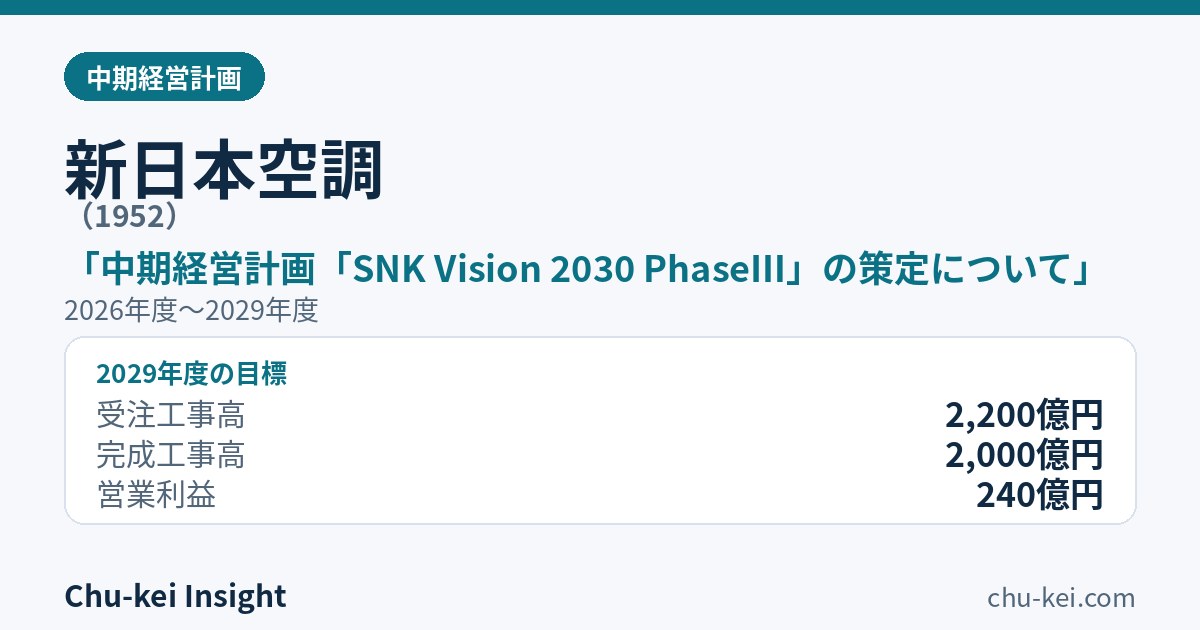 中期経営計画
新日本空調
（1952）
「中期経営計画「SNK Vision 2030 PhaseIII」の策定について」
2026年度～2029年度
2029年度の目標
受注工事高 2,200億円
完成工事高 2,000億円
営業利益 240億円
Chu-kei Insight chu-kei.com